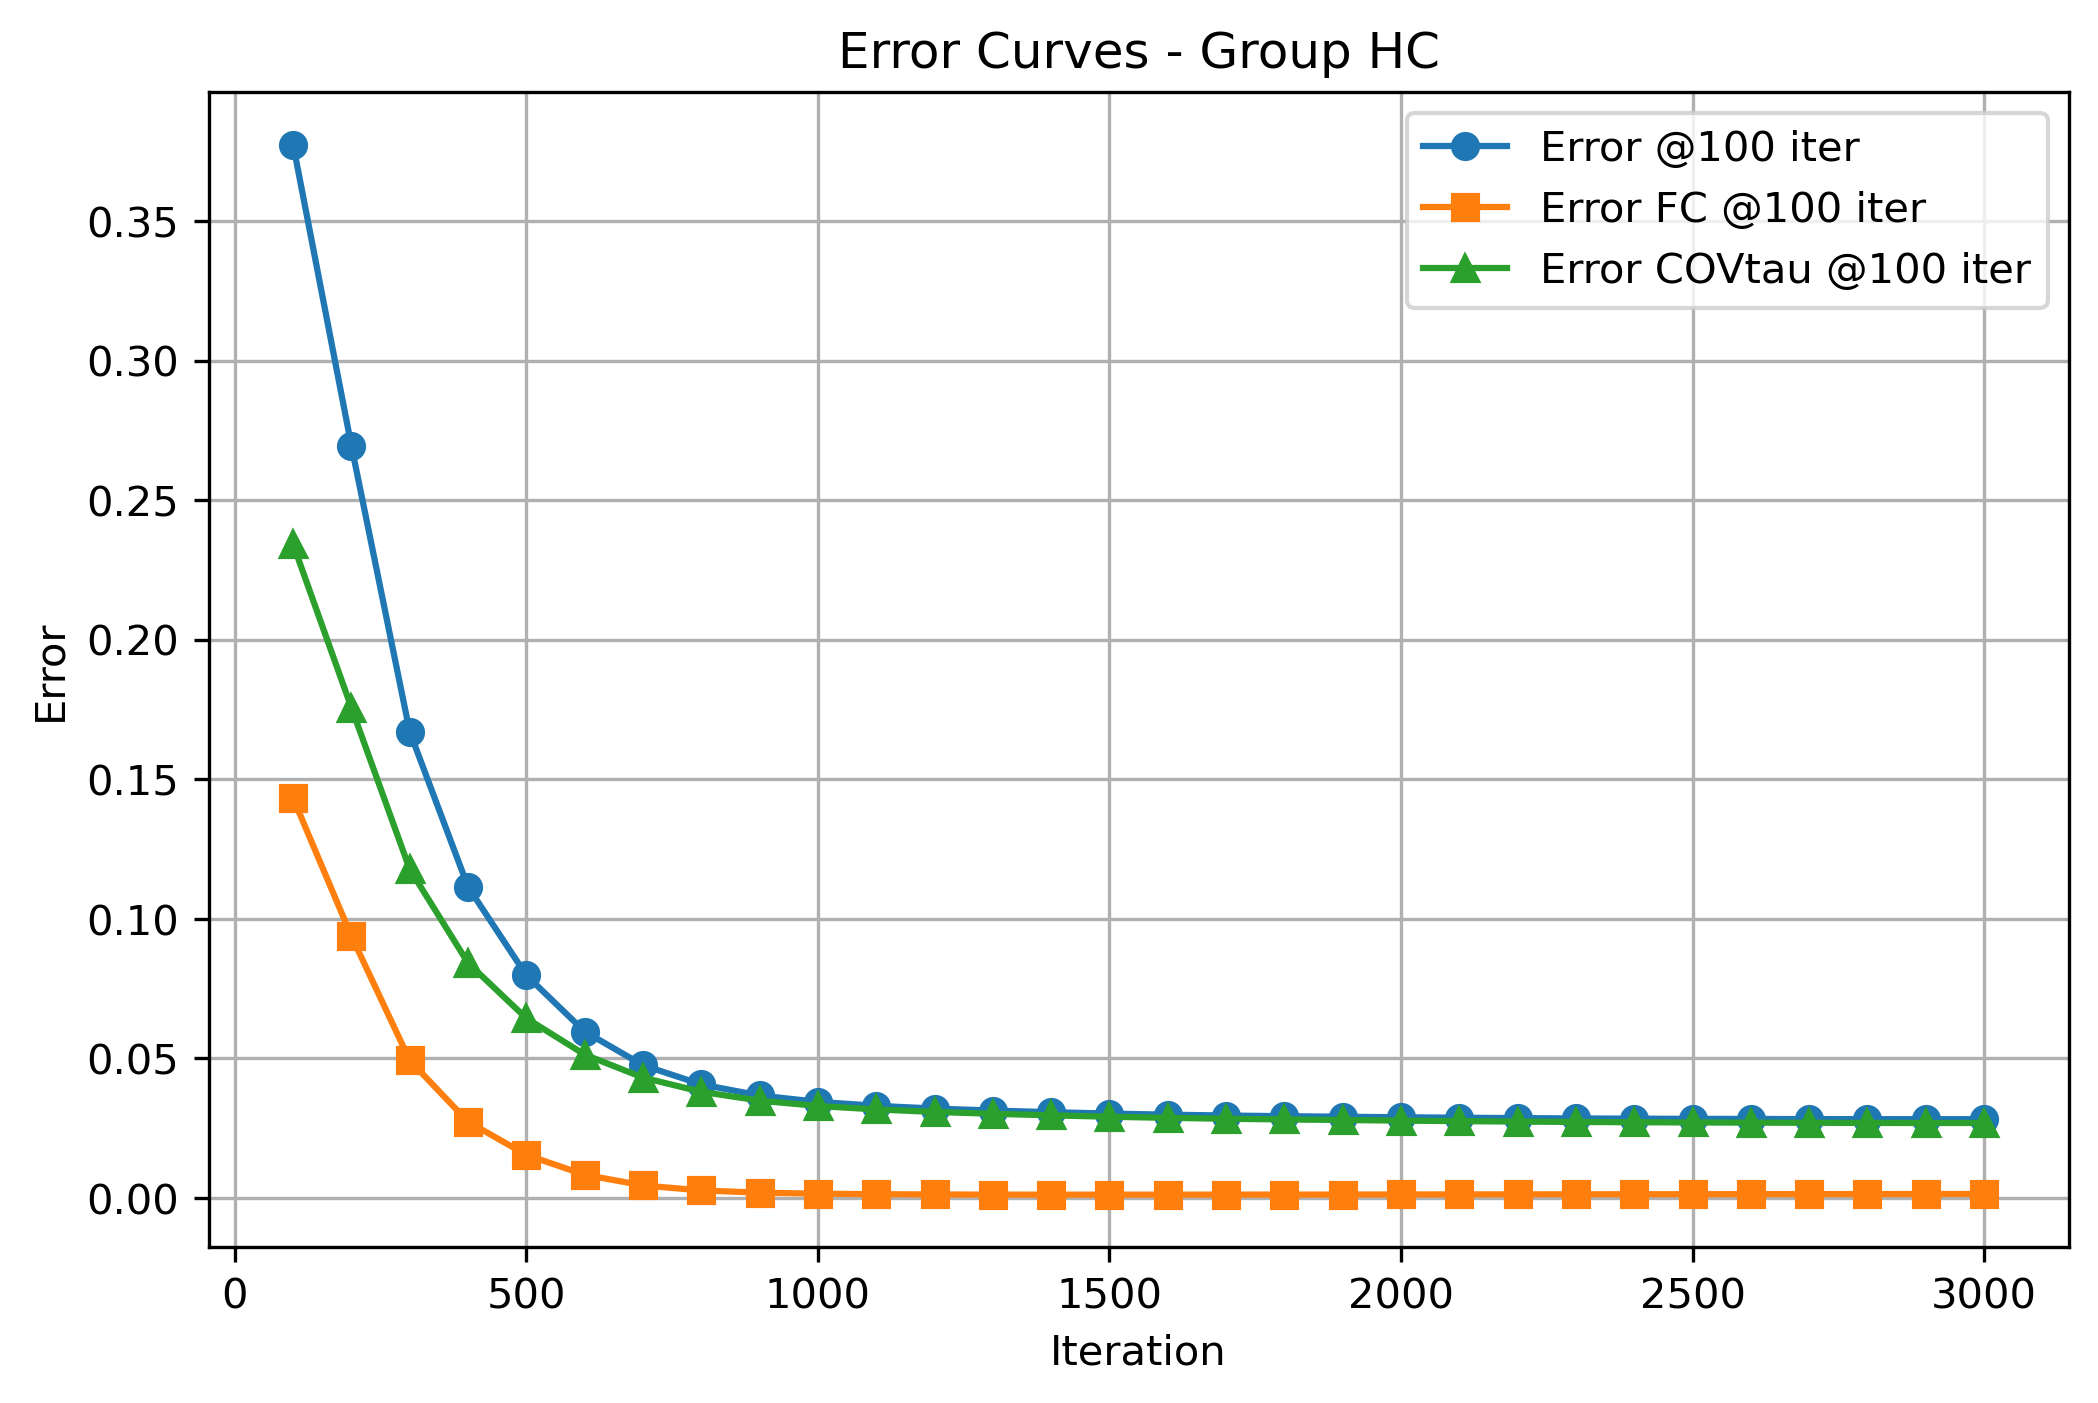 Error Curves - Group HC
Error @100 iter
Error FC @100 iter
Error COVtau @100 iter
0.35
0.30
0.25
0.20
0.15
0.10
0.05
0.00
Error
0 500 1000 1500 2000 2500 3000
Iteration